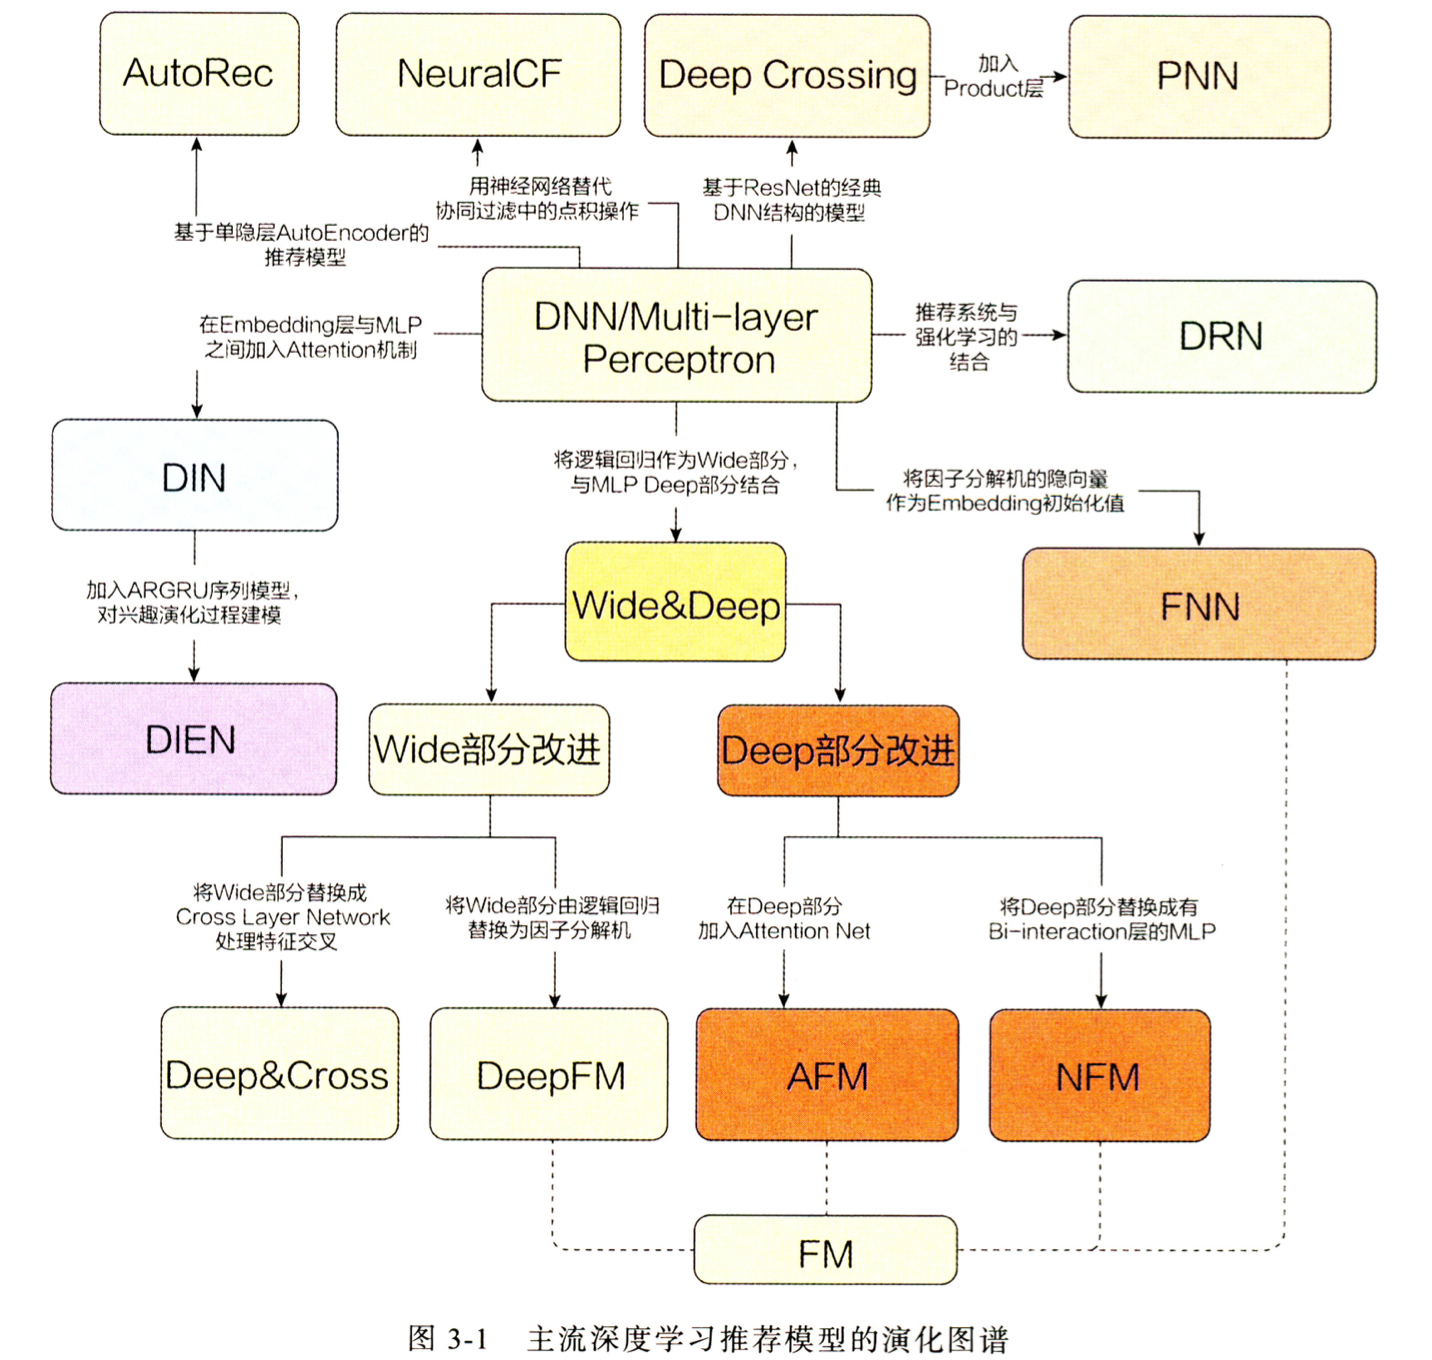 AutoRec
NeuralCF
Deep Crossing
加入
Product层
PNN
用神经网络替代
协同过滤中的点积操作
基于ResNet的经典
DNN结构的模型
基于单隐层AutoEncoder的
推荐模型
DNN/Multi-layer
Perceptron
在Embedding层与MLP
之间加入Attention机制
推荐系统与
强化学习的
结合
DRN
DIN
将逻辑回归作为Wide部分，
与MLP Deep部分结合
将因子分解机的隐向量
作为Embedding初始化值
加入ARGRU序列模型，
对兴趣演化过程建模
Wide&Deep
FNN
DIEN
Wide部分改进
Deep部分改进
将Wide部分替换成
Cross Layer Network
处理特征交叉
将Wide部分由逻辑回归
替换为因子分解机
在Deep部分
加入Attention Net
将Deep部分替换成有
Bi-interaction层的MLP
Deep&Cross
DeepFM
AFM
NFM
FM
图 3-1 主流深度学习推荐模型的演化图谱